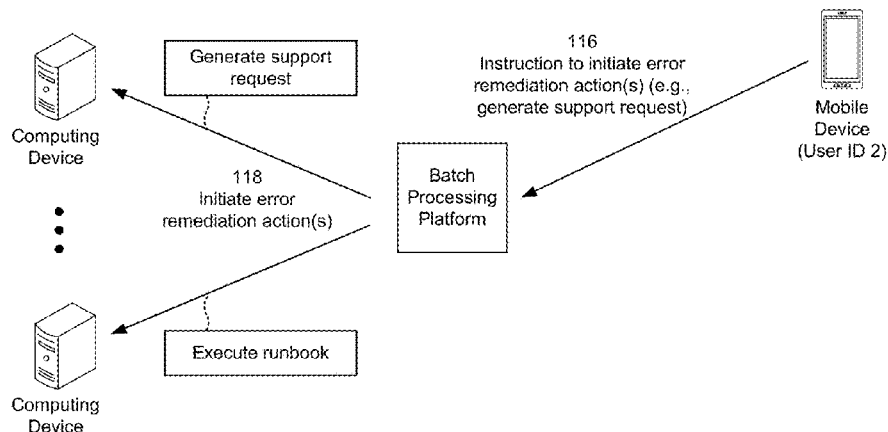 Generate support
request
116
Instruction to initiate error
remediation action(s) (e.g.,
generate support request)
Mobile
Device
(User ID 2)
Computing
Device
118
Initiate error
remediation action(s)
Batch
Processing
Platform
Execute runbook
Computing
Device